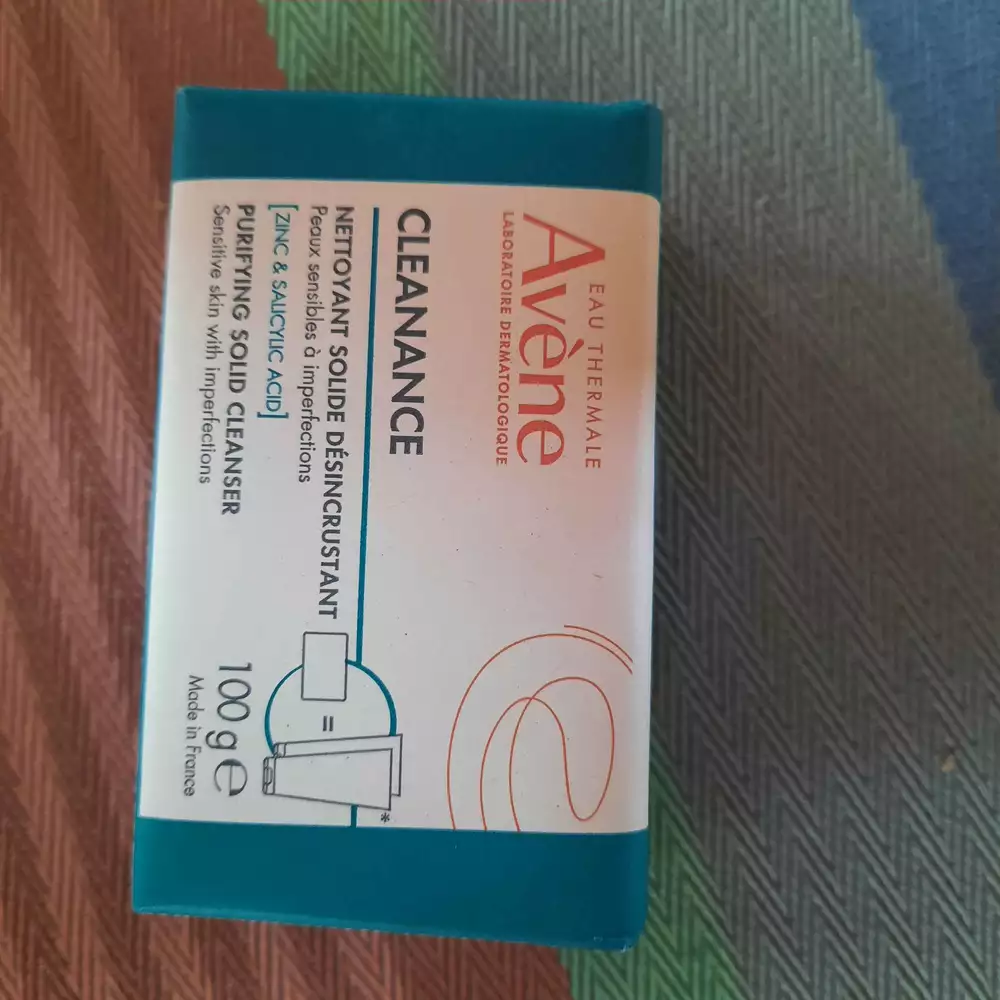 EAU THERMALE
Avène
LABORATOIRE DERMATOLOGIQUE
CLEANANCE
NETTOYANT SOLIDE DÉSINCRUSTANT
Peaux sensibles à imperfections
[ZINC & SALICYLIC ACID]
PURIFYING SOLID CLEANSER
Sensitive skin with imperfections
=
*
100 g e
Made in France